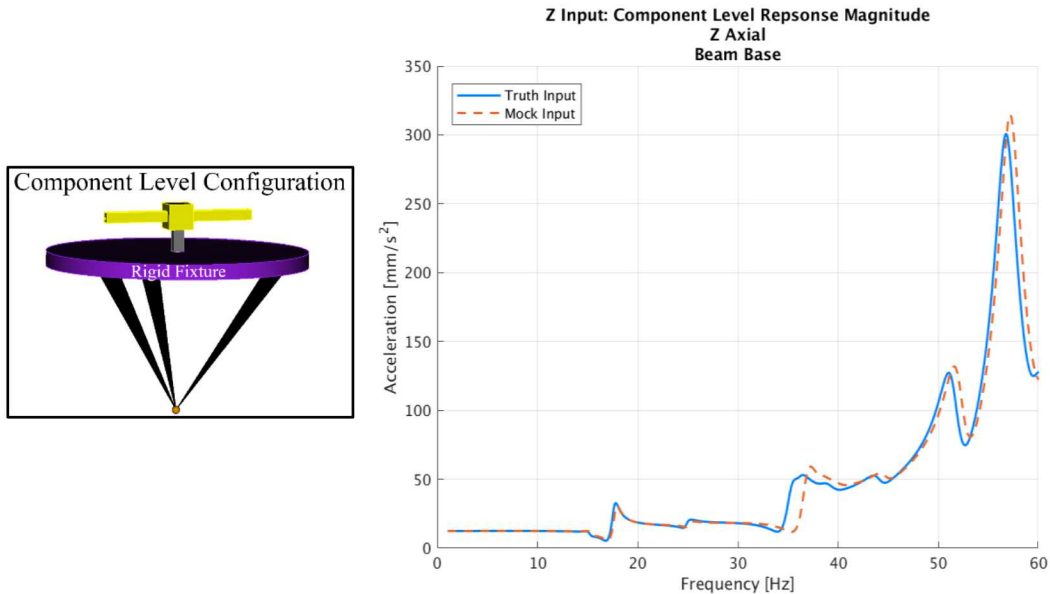 Component Level Configuration
Rigid Fixture
Z Input: Component Level Repsonse Magnitude
Z Axial
Beam Base
Truth Input
Mock Input
Acceleration [mm/s²]
350
300
250
200
150
100
50
0
0 10 20 30 40 50 60
Frequency [Hz]